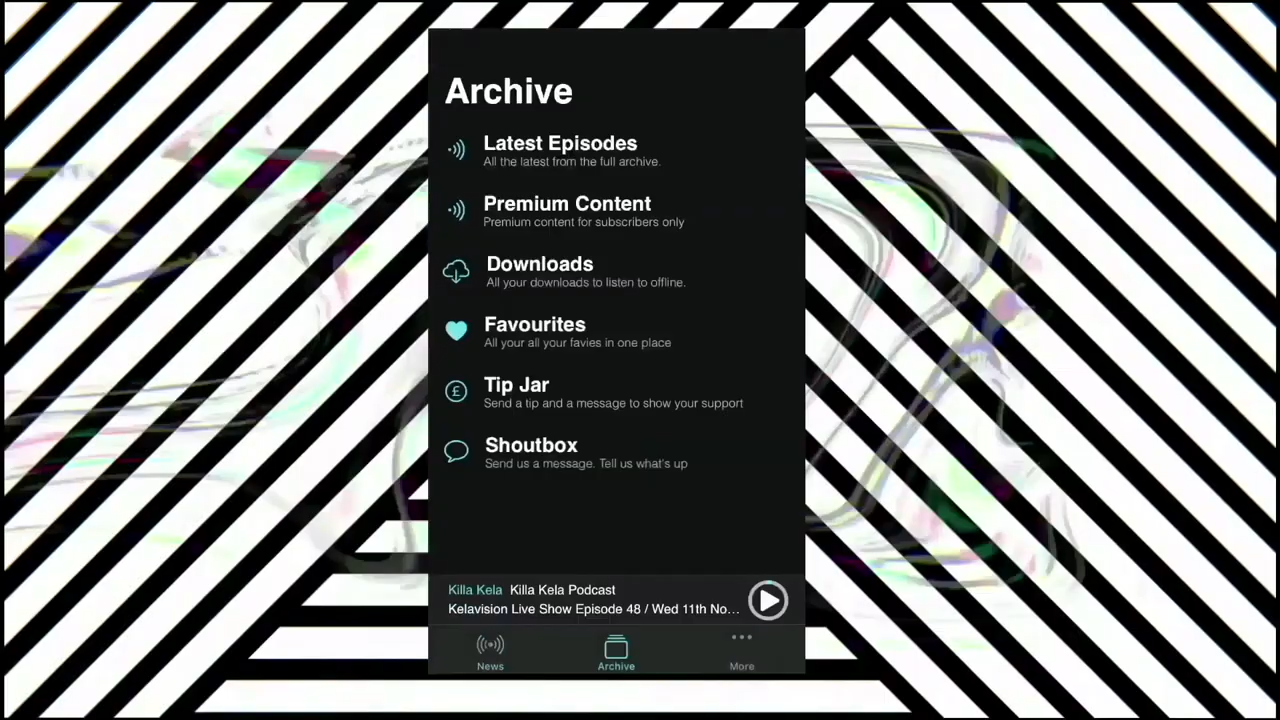 Archive
Latest Episodes
All the latest from the full archive.
Premium Content
Premium content for subscribers only
Downloads
All your downloads to listen to offline.
Favourites
All your all your favies in one place
Tip Jar
£
Send a tip and a message to show your support
Shoutbox
Send us a message. Tell us what's up
Killa Kela Killa Kela Podcast
Kelavision Live Show Episode 48 / Wed 11th No...
News
Archive
More